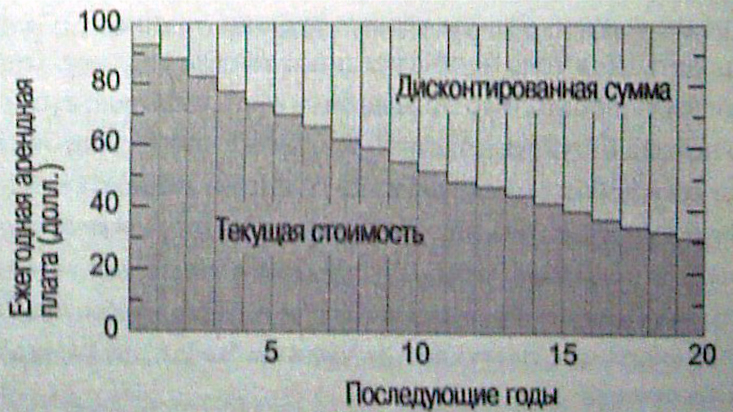 Ежегодная арендная
плата (долл.)
100
80
60
40
20
0
Дисконтированная сумма
Текущая стоимость
5
10
15
20
Последующие годы